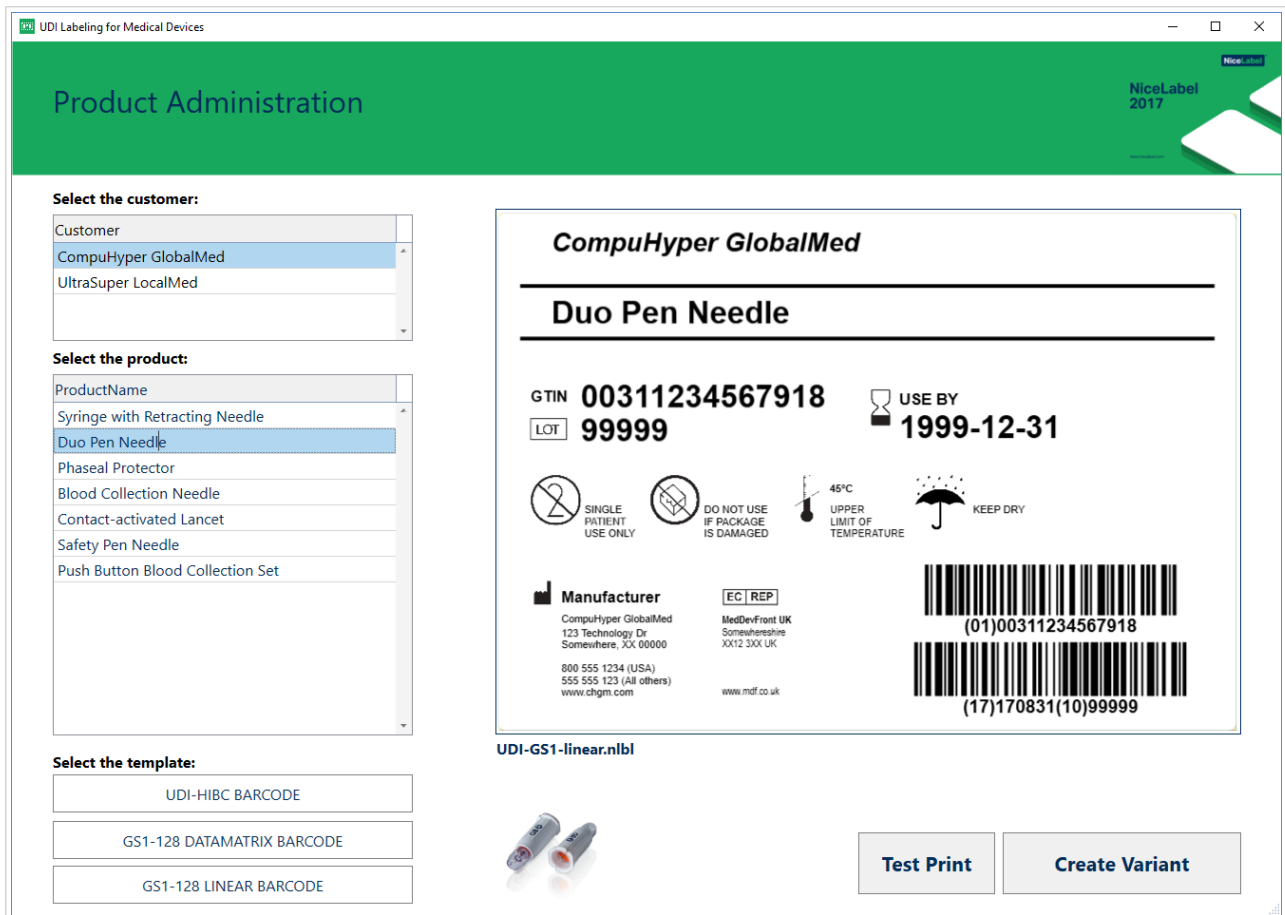 UDI Labeling for Medical Devices
NiceLabel
Product Administration
NiceLabel
2017
Select the customer:
Customer
CompuHyper GlobalMed
UltraSuper LocalMed
Select the product:
ProductName
Syringe with Retracting Needle
Duo Pen Needle
Phaseal Protector
Blood Collection Needle
Contact-activated Lancet
Safety Pen Needle
Push Button Blood Collection Set
Select the template:
UDI-HIBC BARCODE
GS1-128 DATAMATRIX BARCODE
GS1-128 LINEAR BARCODE
CompuHyper GlobalMed
Duo Pen Needle
GTIN 00311234567918
LOT 99999
USE BY
1999-12-31
2
SINGLE
PATIENT
USE ONLY
DO NOT USE
IF PACKAGE
IS DAMAGED
45°C
UPPER
LIMIT OF
TEMPERATURE
KEEP DRY
Manufacturer
CompuHyper GlobalMed
123 Technology Dr
Somewhere, XX 00000
800 555 1234 (USA)
555 555 123 (All others)
www.chgm.com
EC REP
MedDevFront UK
Somewhereshire
XX12 3XX UK
www.mdf.co.uk
(01)00311234567918
(17)170831(10)99999
UDI-GS1-linear.nlbl
Test Print
Create Variant